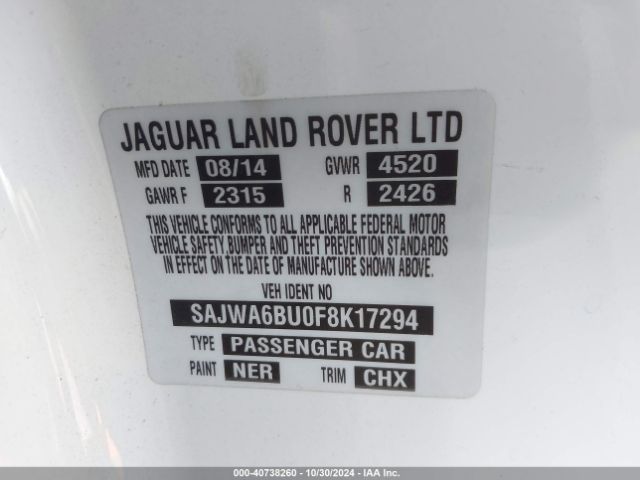 JAGUAR LAND ROVER LTD
MFD DATE 08/14 GVWR 4520
GAWR F 2315 R 2426
THIS VEHICLE CONFORMS TO ALL APPLICABLE FEDERAL MOTOR
VEHICLE SAFETY, BUMPER AND THEFT PREVENTION STANDARDS
IN EFFECT ON THE DATE OF MANUFACTURE SHOWN ABOVE.
VEH IDENT NO
SAJWA6BU0F8K17294
TYPE PASSENGER CAR
PAINT NER TRIM CHX
000-40738260 - 10/30/2024 - IAA Inc.